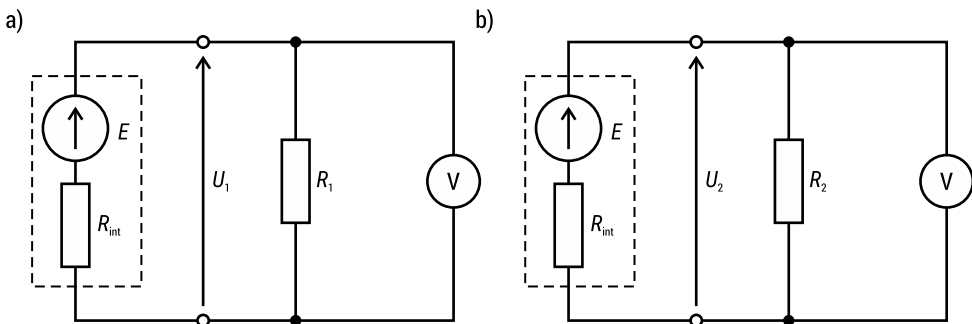 a)
E
R_int
U_1
R_1
V
b)
E
R_int
U_2
R_2
V